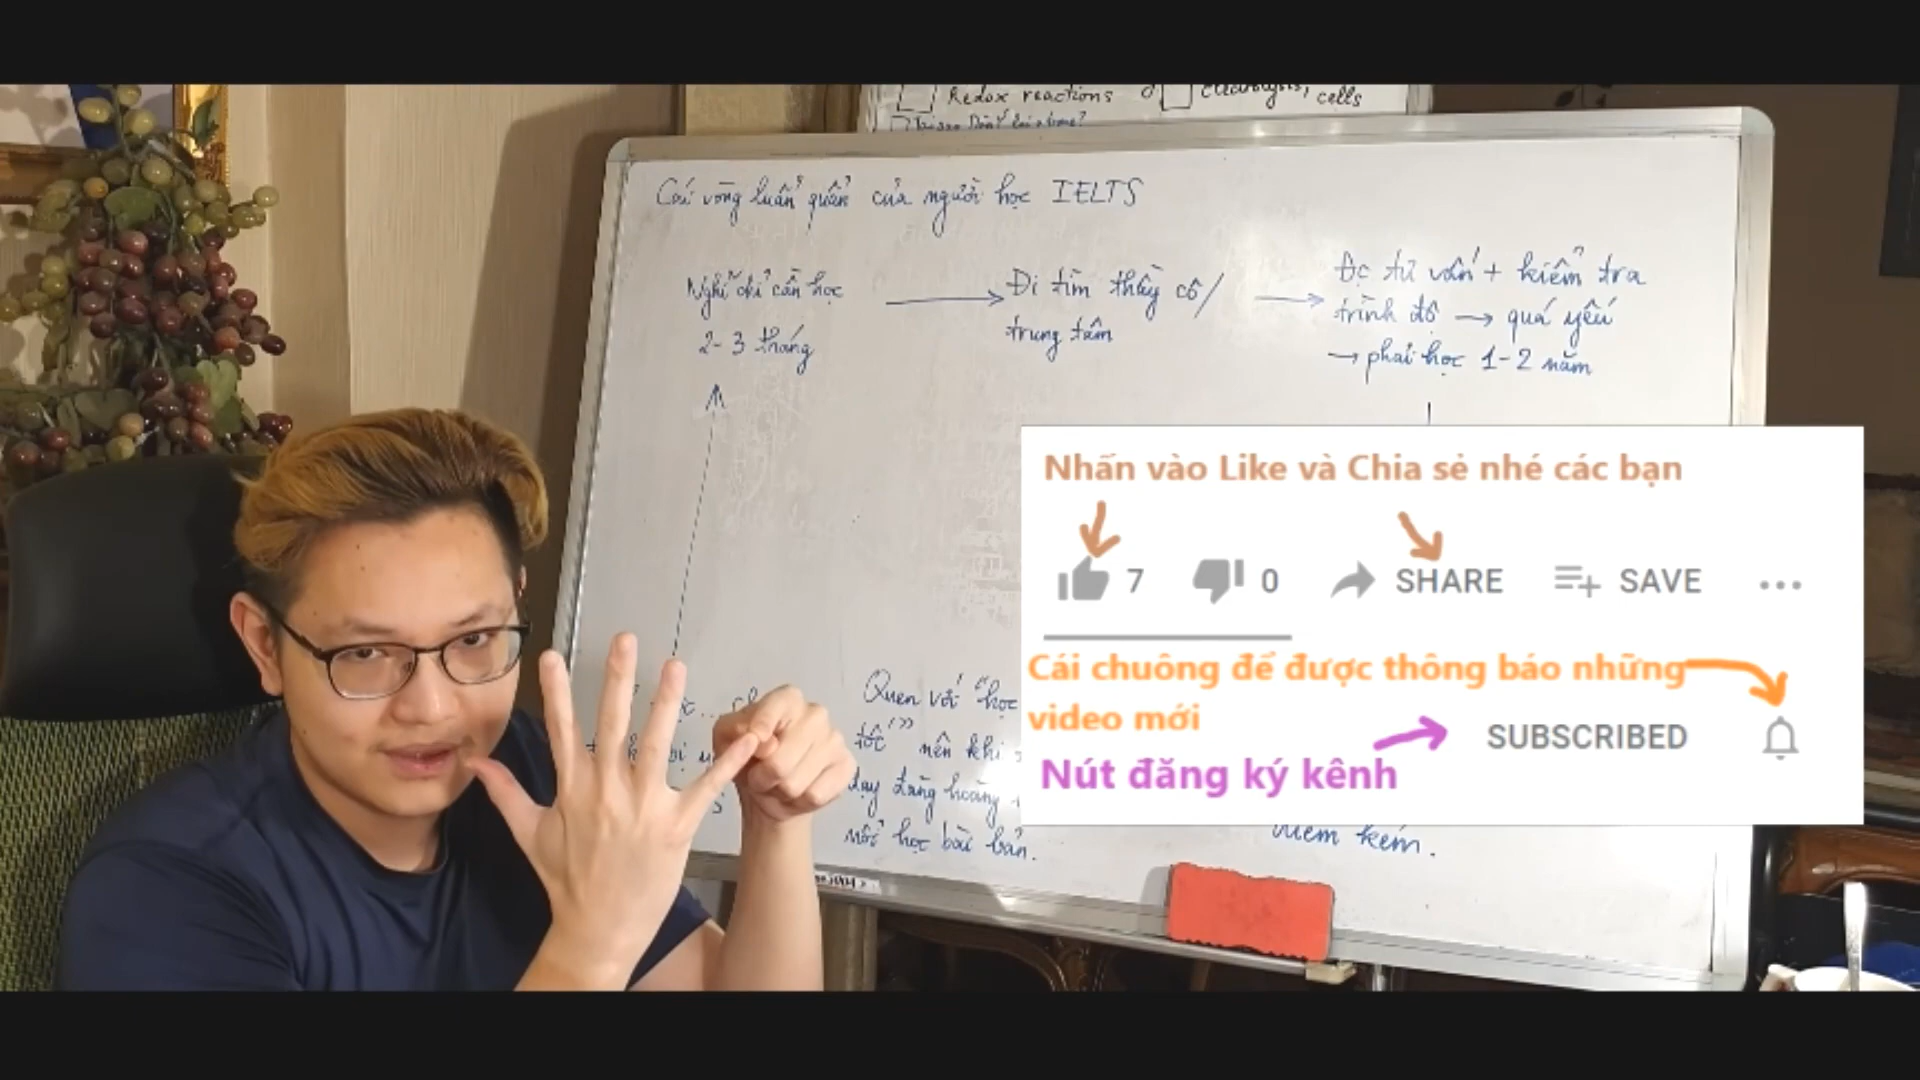 Redox reactions
cells
Cái vòng luẩn quẩn của người học IELTS
Nghĩ chỉ cần học
2-3 tháng
Đi tìm thầy cô/
trung tâm
Đc tư vấn + kiểm tra
trình độ → quá yếu
→ phải học 1-2 năm
Quen với "học
tốc" nên khi
dạy đàng hoàng
mới học bài bản.
kém.
Nhấn vào Like và Chia sẻ nhé các bạn
7 0 SHARE SAVE
Cái chuông để được thông báo những
video mới
SUBSCRIBED
Nút đăng ký kênh